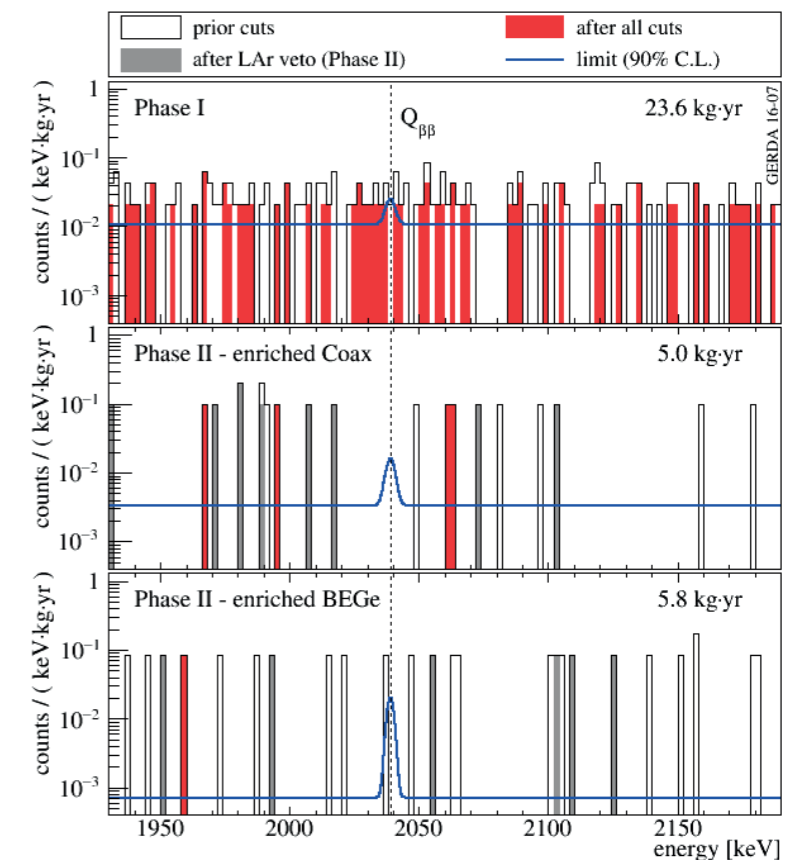 prior cuts
after all cuts
after LAr veto (Phase II)
limit (90% C.L.)
counts / ( keV·kg·yr )
1
10⁻¹
10⁻²
10⁻³
Phase I
Qββ
23.6 kg·yr
GERDA 16-07
counts / ( keV·kg·yr )
1
10⁻¹
10⁻²
10⁻³
Phase II - enriched Coax
5.0 kg·yr
counts / ( keV·kg·yr )
1
10⁻¹
10⁻²
10⁻³
Phase II - enriched BEGe
5.8 kg·yr
1950 2000 2050 2100 2150
energy [keV]